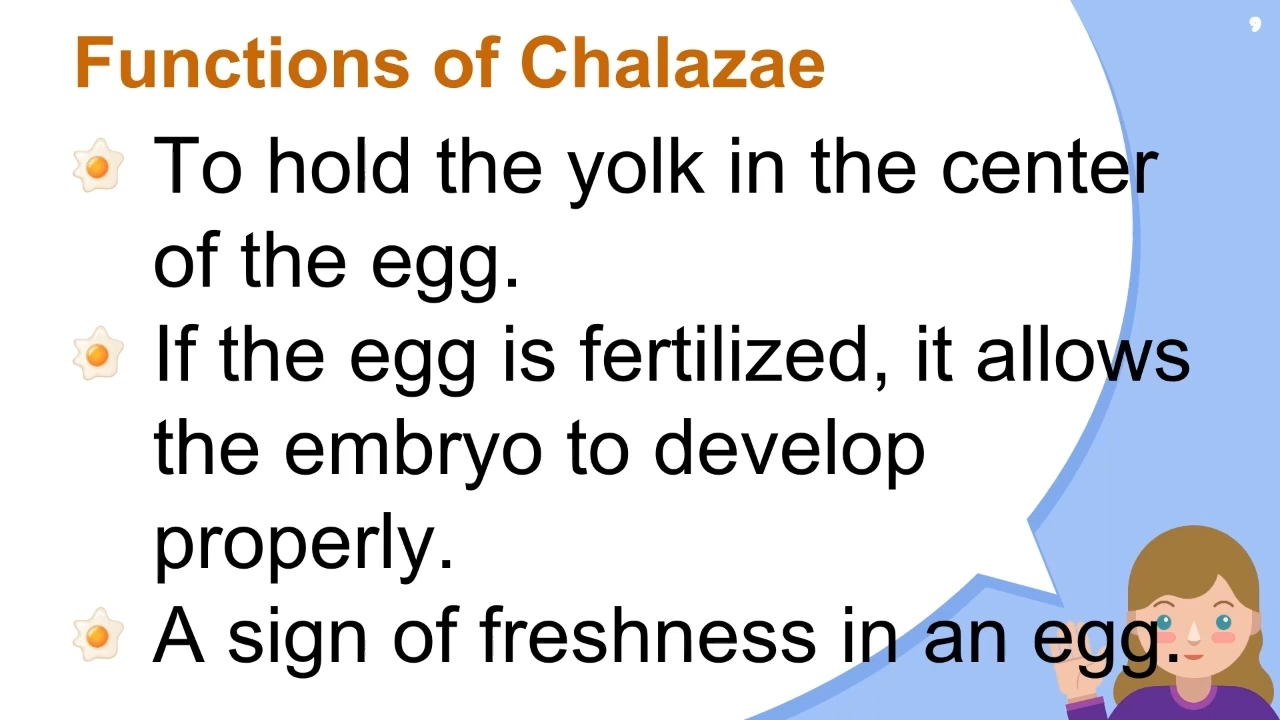 Functions of Chalazae
To hold the yolk in the center
of the egg.
If the egg is fertilized, it allows
the embryo to develop
properly.
A sign of freshness in an egg.